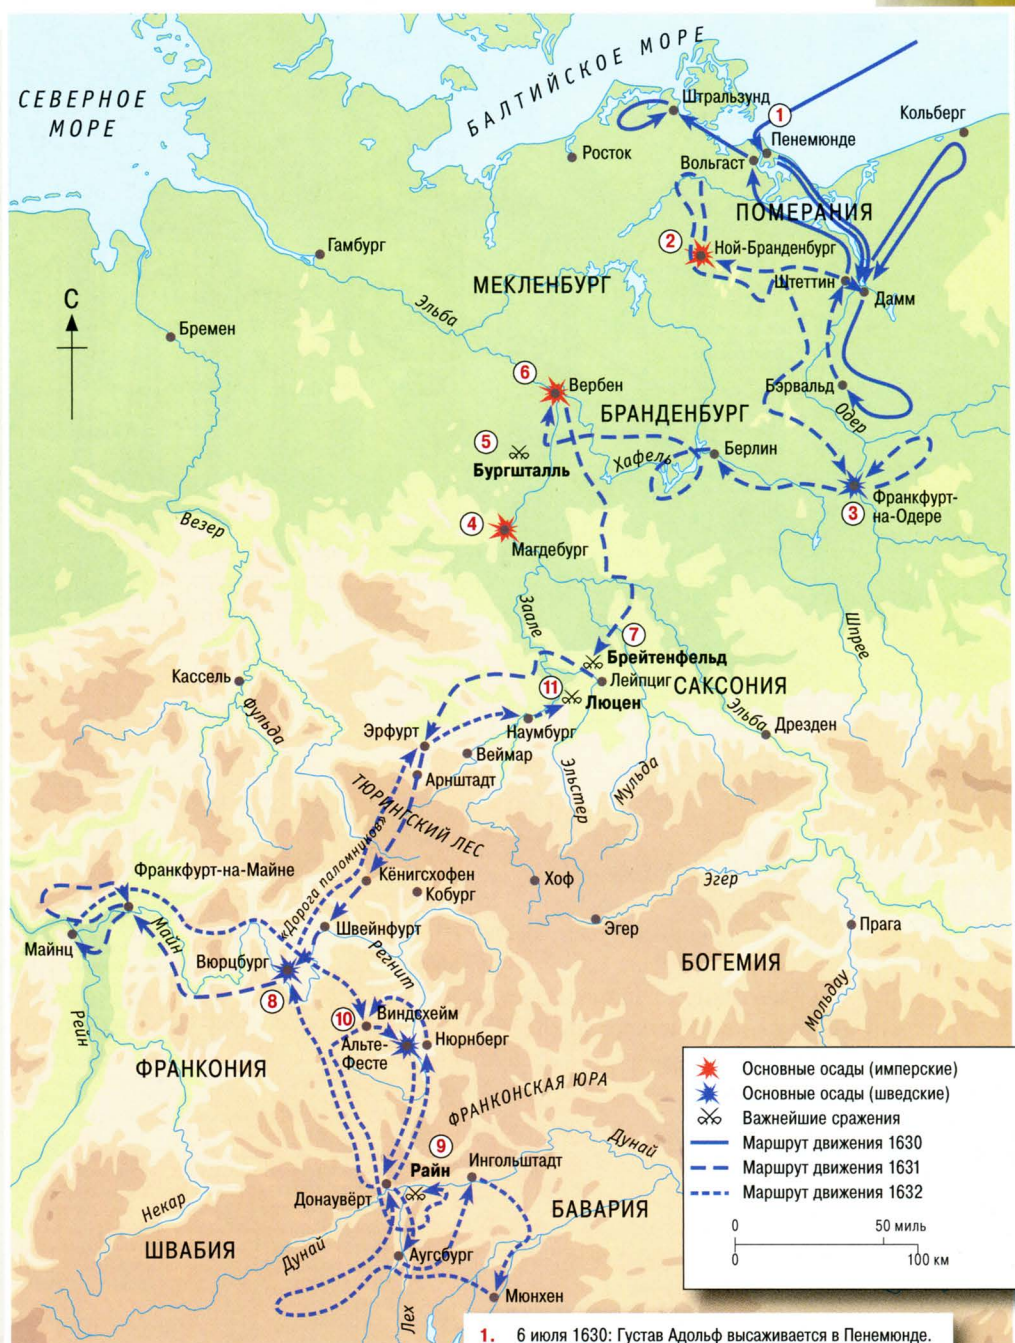 СЕВЕРНОЕ
МОРЕ
БАЛТИЙСКОЕ МОРЕ
Штральзунд
1
Кольберг
Пенемюнде
Росток
Вольгаст
ПОМЕРАНИЯ
2
Ной-Бранденбург
Гамбург
Штеттин
МЕКЛЕНБУРГ
Дамм
С
Эльба
Бремен
6
Вербен
Бэрвальд
БРАНДЕНБУРГ
Одер
5
Бургшталль
Хафель
Берлин
Франкфурт-
на-Одере
3
4
Магдебург
Везер
Заале
Шпрее
7
Брейтенфельд
Кассель
Лейпциг
САКСОНИЯ
11
Люцен
Фульда
Эльба
Дрезден
Эрфурт
Наумбург
Веймар
Арнштадт
Эльстер
Мульда
ТЮРИНГСКИЙ ЛЕС
«Дорога паломников»
Франкфурт-на-Майне
Кёнигсхофен
Кобург
Хоф
Эгер
Майн
Швейнфурт
Эгер
Прага
Майнц
Вюрцбург
Регнит
БОГЕМИЯ
8
Мольдау
Рейн
10
Виндсхейм
Альте-
Фесте
Нюрнберг
ФРАНКОНИЯ
ФРАНКОНСКАЯ ЮРА
9
Дунай
Райн
Ингольштадт
Донаувёрт
Некар
БАВАРИЯ
ШВАБИЯ
Дунай
Аугсбург
Мюнхен
Лех
Основные осады (имперские)
Основные осады (шведские)
Важнейшие сражения
Маршрут движения 1630
Маршрут движения 1631
Маршрут движения 1632
0 50 миль
0 100 км
1. 6 июля 1630: Густав Адольф высаживается в Пенемюнде.